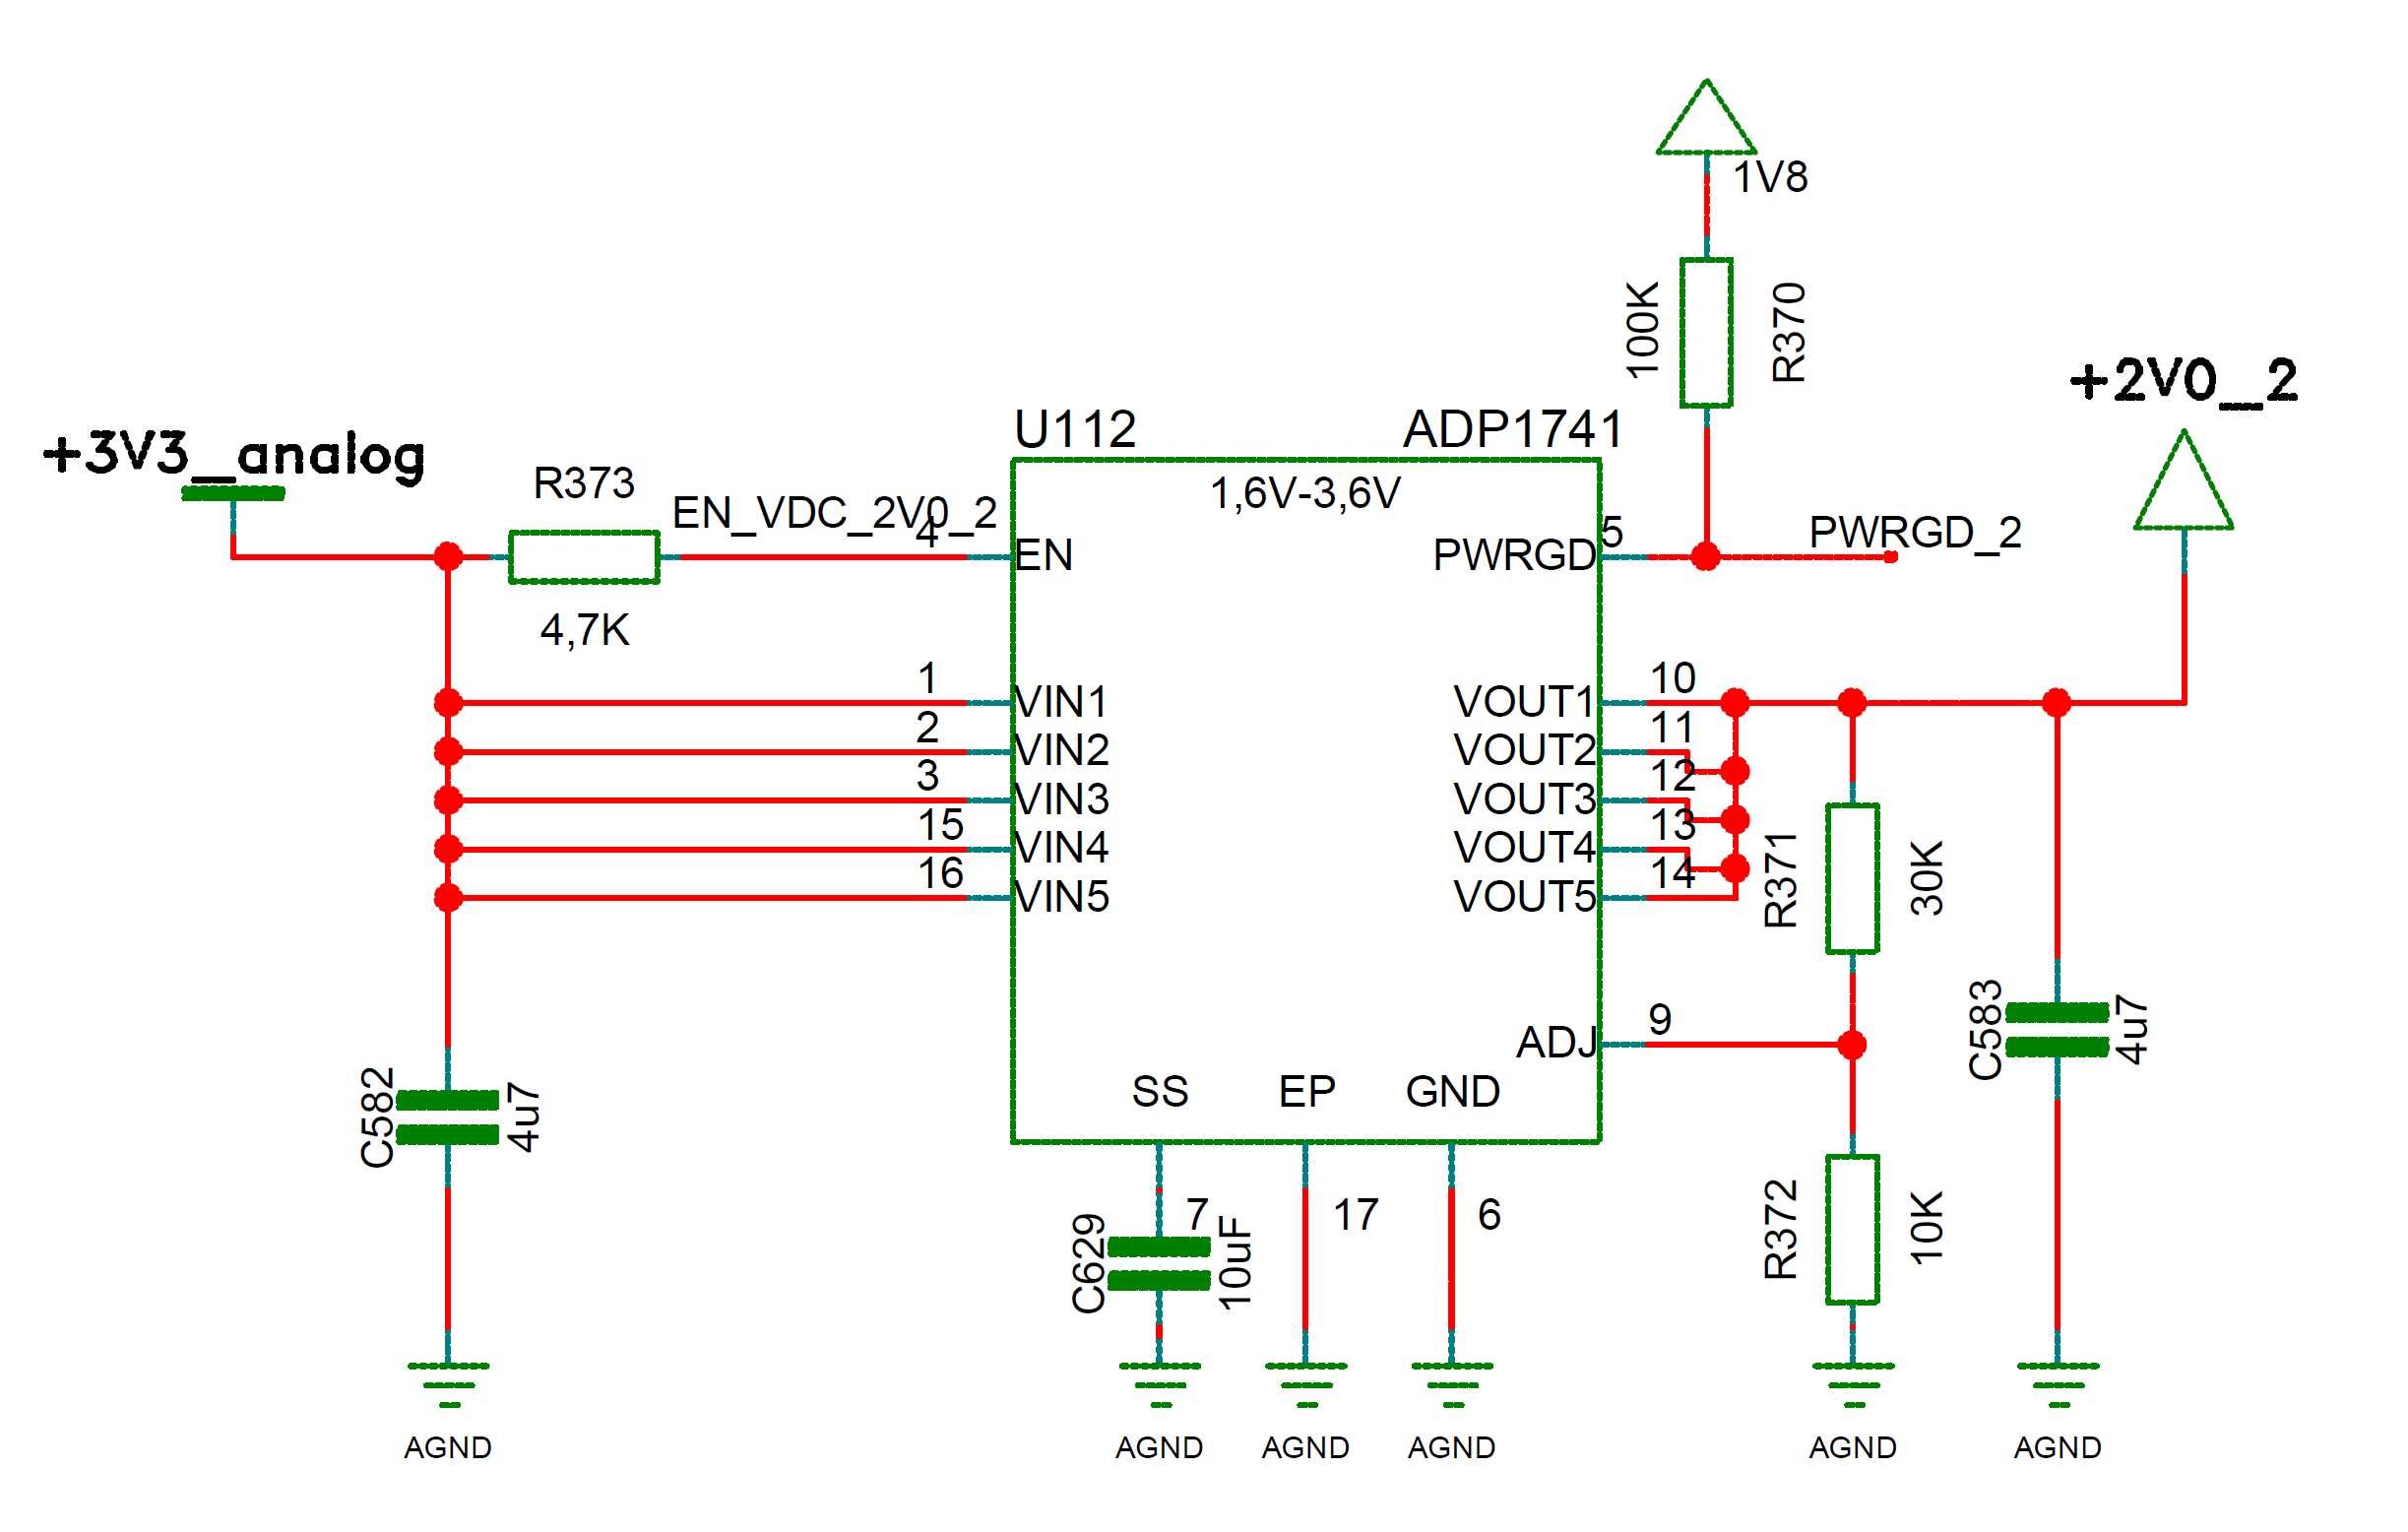 1V8
100K
R370
+2V0_2
U112
ADP1741
+3V3_analog
R373
EN_VDC_2V0_2
1,6V-3,6V
4
EN
5
PWRGD
PWRGD_2
4,7K
1
VIN1
2
VIN2
3
VIN3
15
VIN4
16
VIN5
VOUT1
10
VOUT2
11
VOUT3
12
VOUT4
13
VOUT5
14
R371
30K
ADJ
9
C583
4u7
C582
4u7
SS
EP
GND
7
17
6
C629
10uF
R372
10K
AGND
AGND
AGND
AGND
AGND
AGND